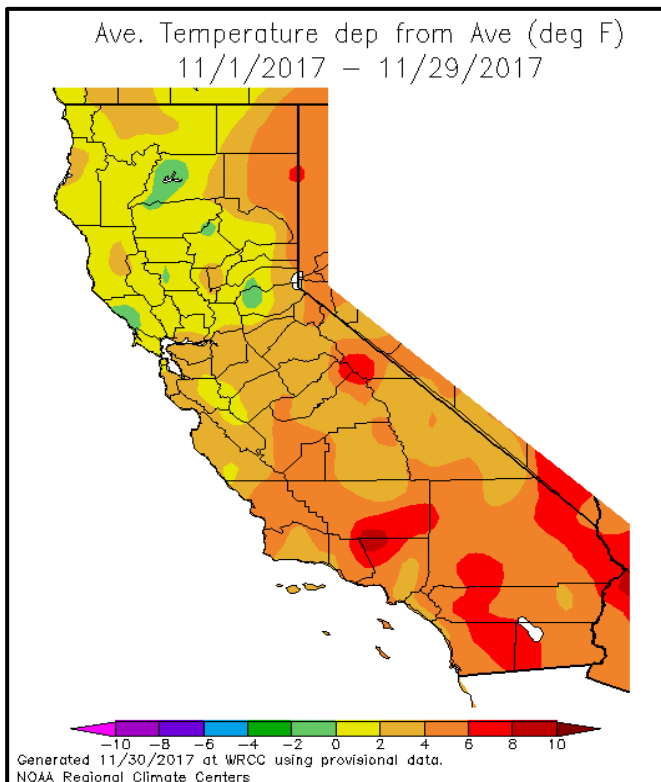 Ave. Temperature dep from Ave (deg F)
11/1/2017 – 11/29/2017
-10 -8 -6 -4 -2 0 2 4 6 8 10
Generated 11/30/2017 at WRCC using provisional data.
NOAA Regional Climate Centers